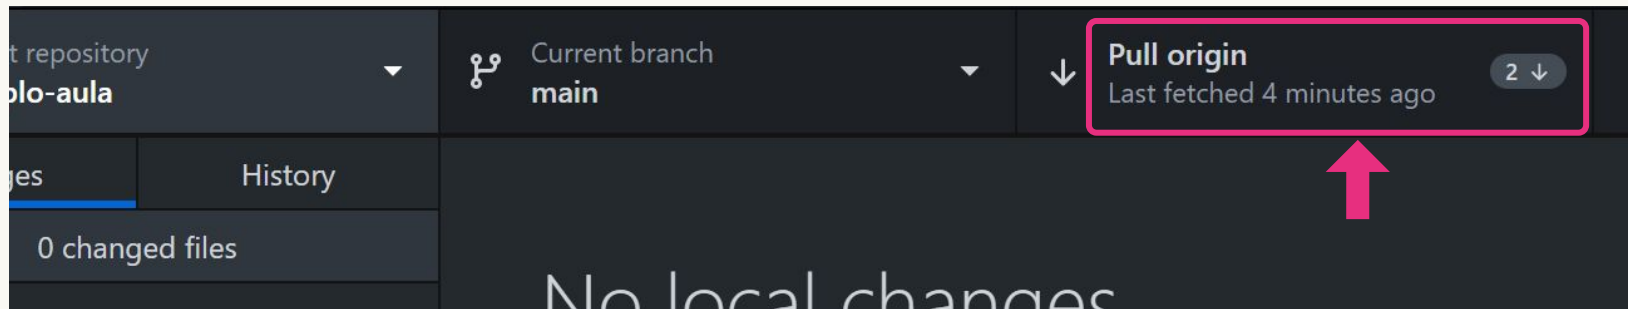 t repository
olo-aula
Current branch
main
Pull origin
Last fetched 4 minutes ago
2
ges
History
0 changed files
No local changes